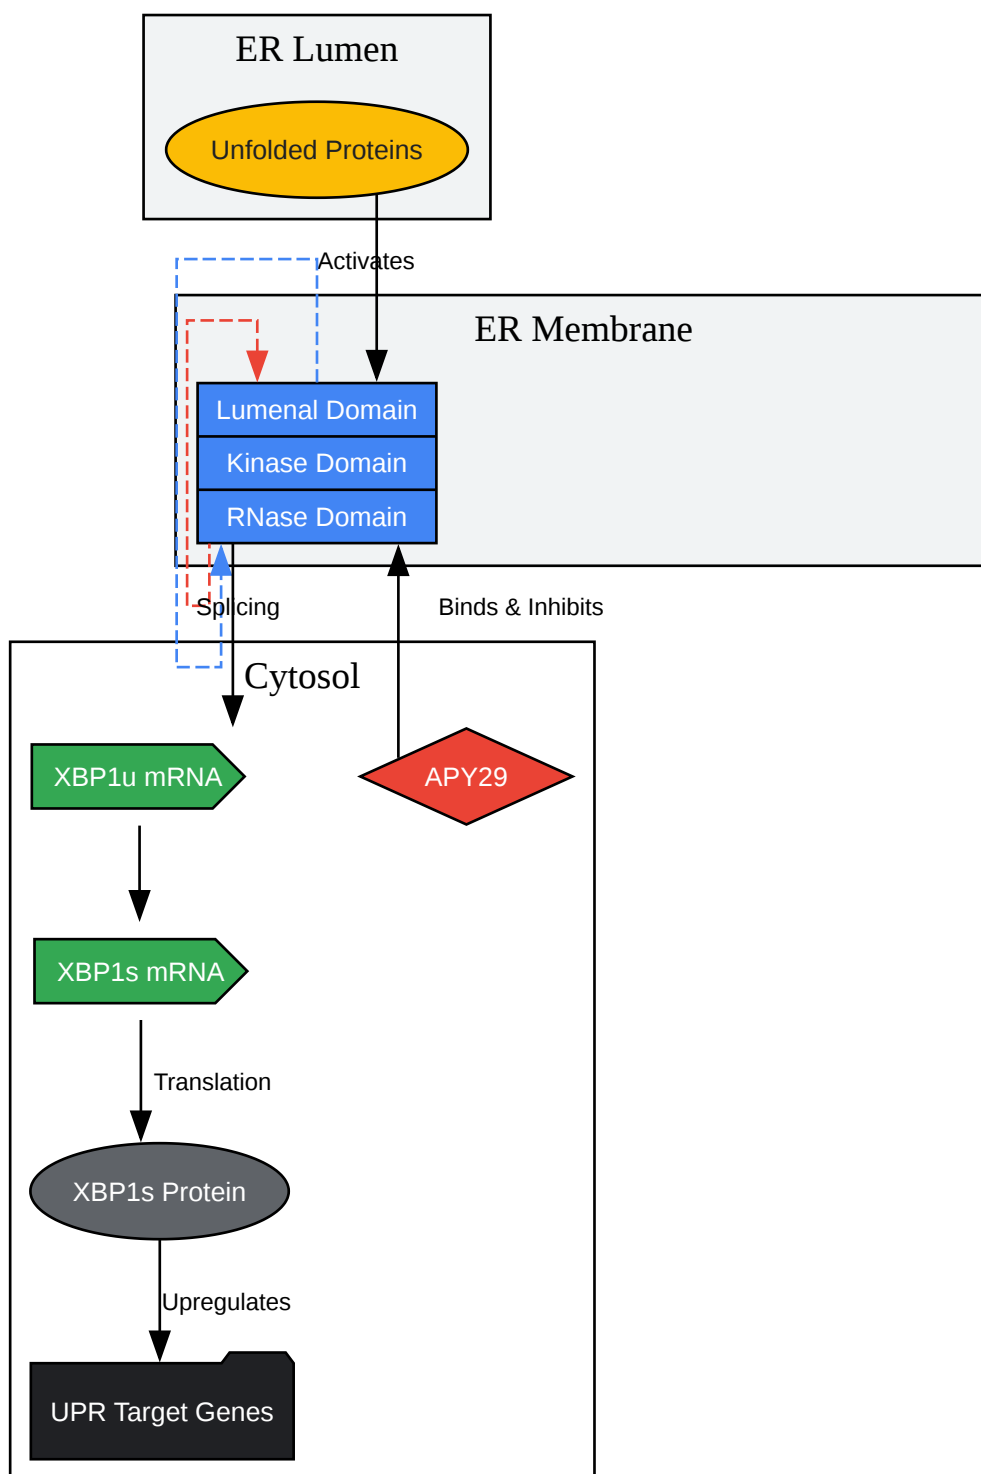 ER Lumen
Unfolded Proteins
Activates
ER Membrane
Lumenal Domain
Kinase Domain
RNase Domain
Splicing
Binds & Inhibits
Cytosol
XBP1u mRNA
APY29
XBP1s mRNA
Translation
XBP1s Protein
Upregulates
UPR Target Genes